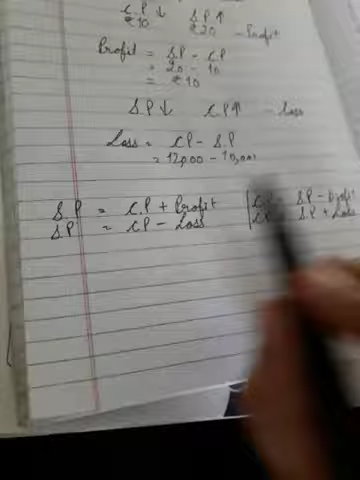 C.P ↓ S.P ↑
₹10 ₹20 - Profit
Profit = S.P - C.P
= 20 - 10
= ₹10
S.P ↓ C.P ↑ - Loss
Loss = C.P - S.P
= 12,000 - 10,000
S.P = C.P + Profit
S.P = C.P - Loss
S.P - Profit
S.P + Loss